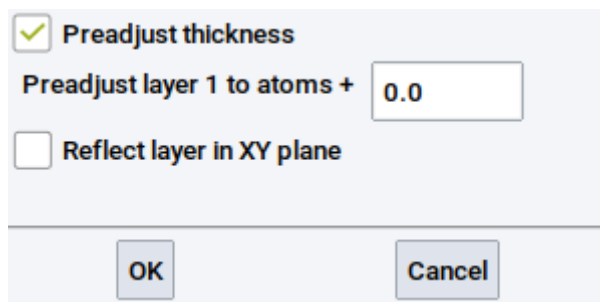 Preadjust thickness
Preadjust layer 1 to atoms + 0.0
Reflect layer in XY plane
OK Cancel